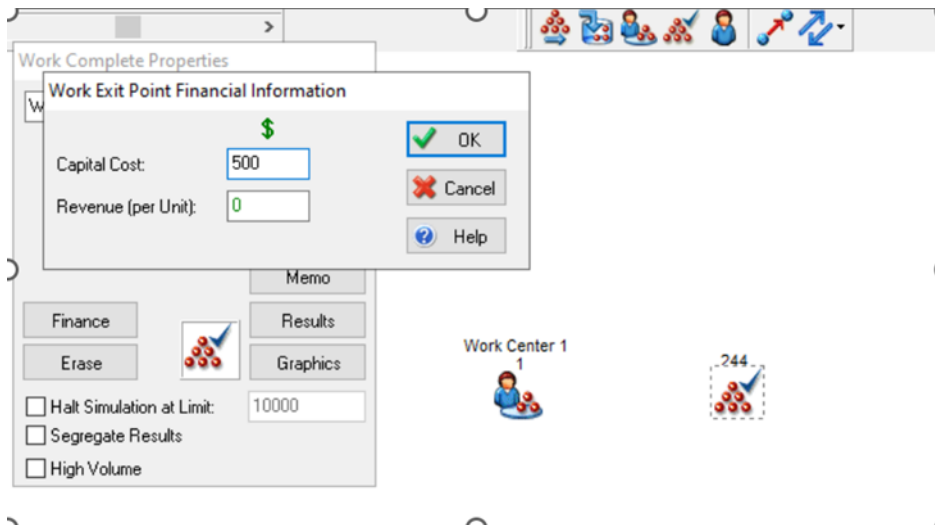 Work Complete Properties
Work Exit Point Financial Information
W
$
OK
Capital Cost:
500
Cancel
Revenue (per Unit):
0
Help
Memo
Finance
Results
Erase
Graphics
Halt Simulation at Limit:
10000
Segregate Results
High Volume
Work Center 1
1
244